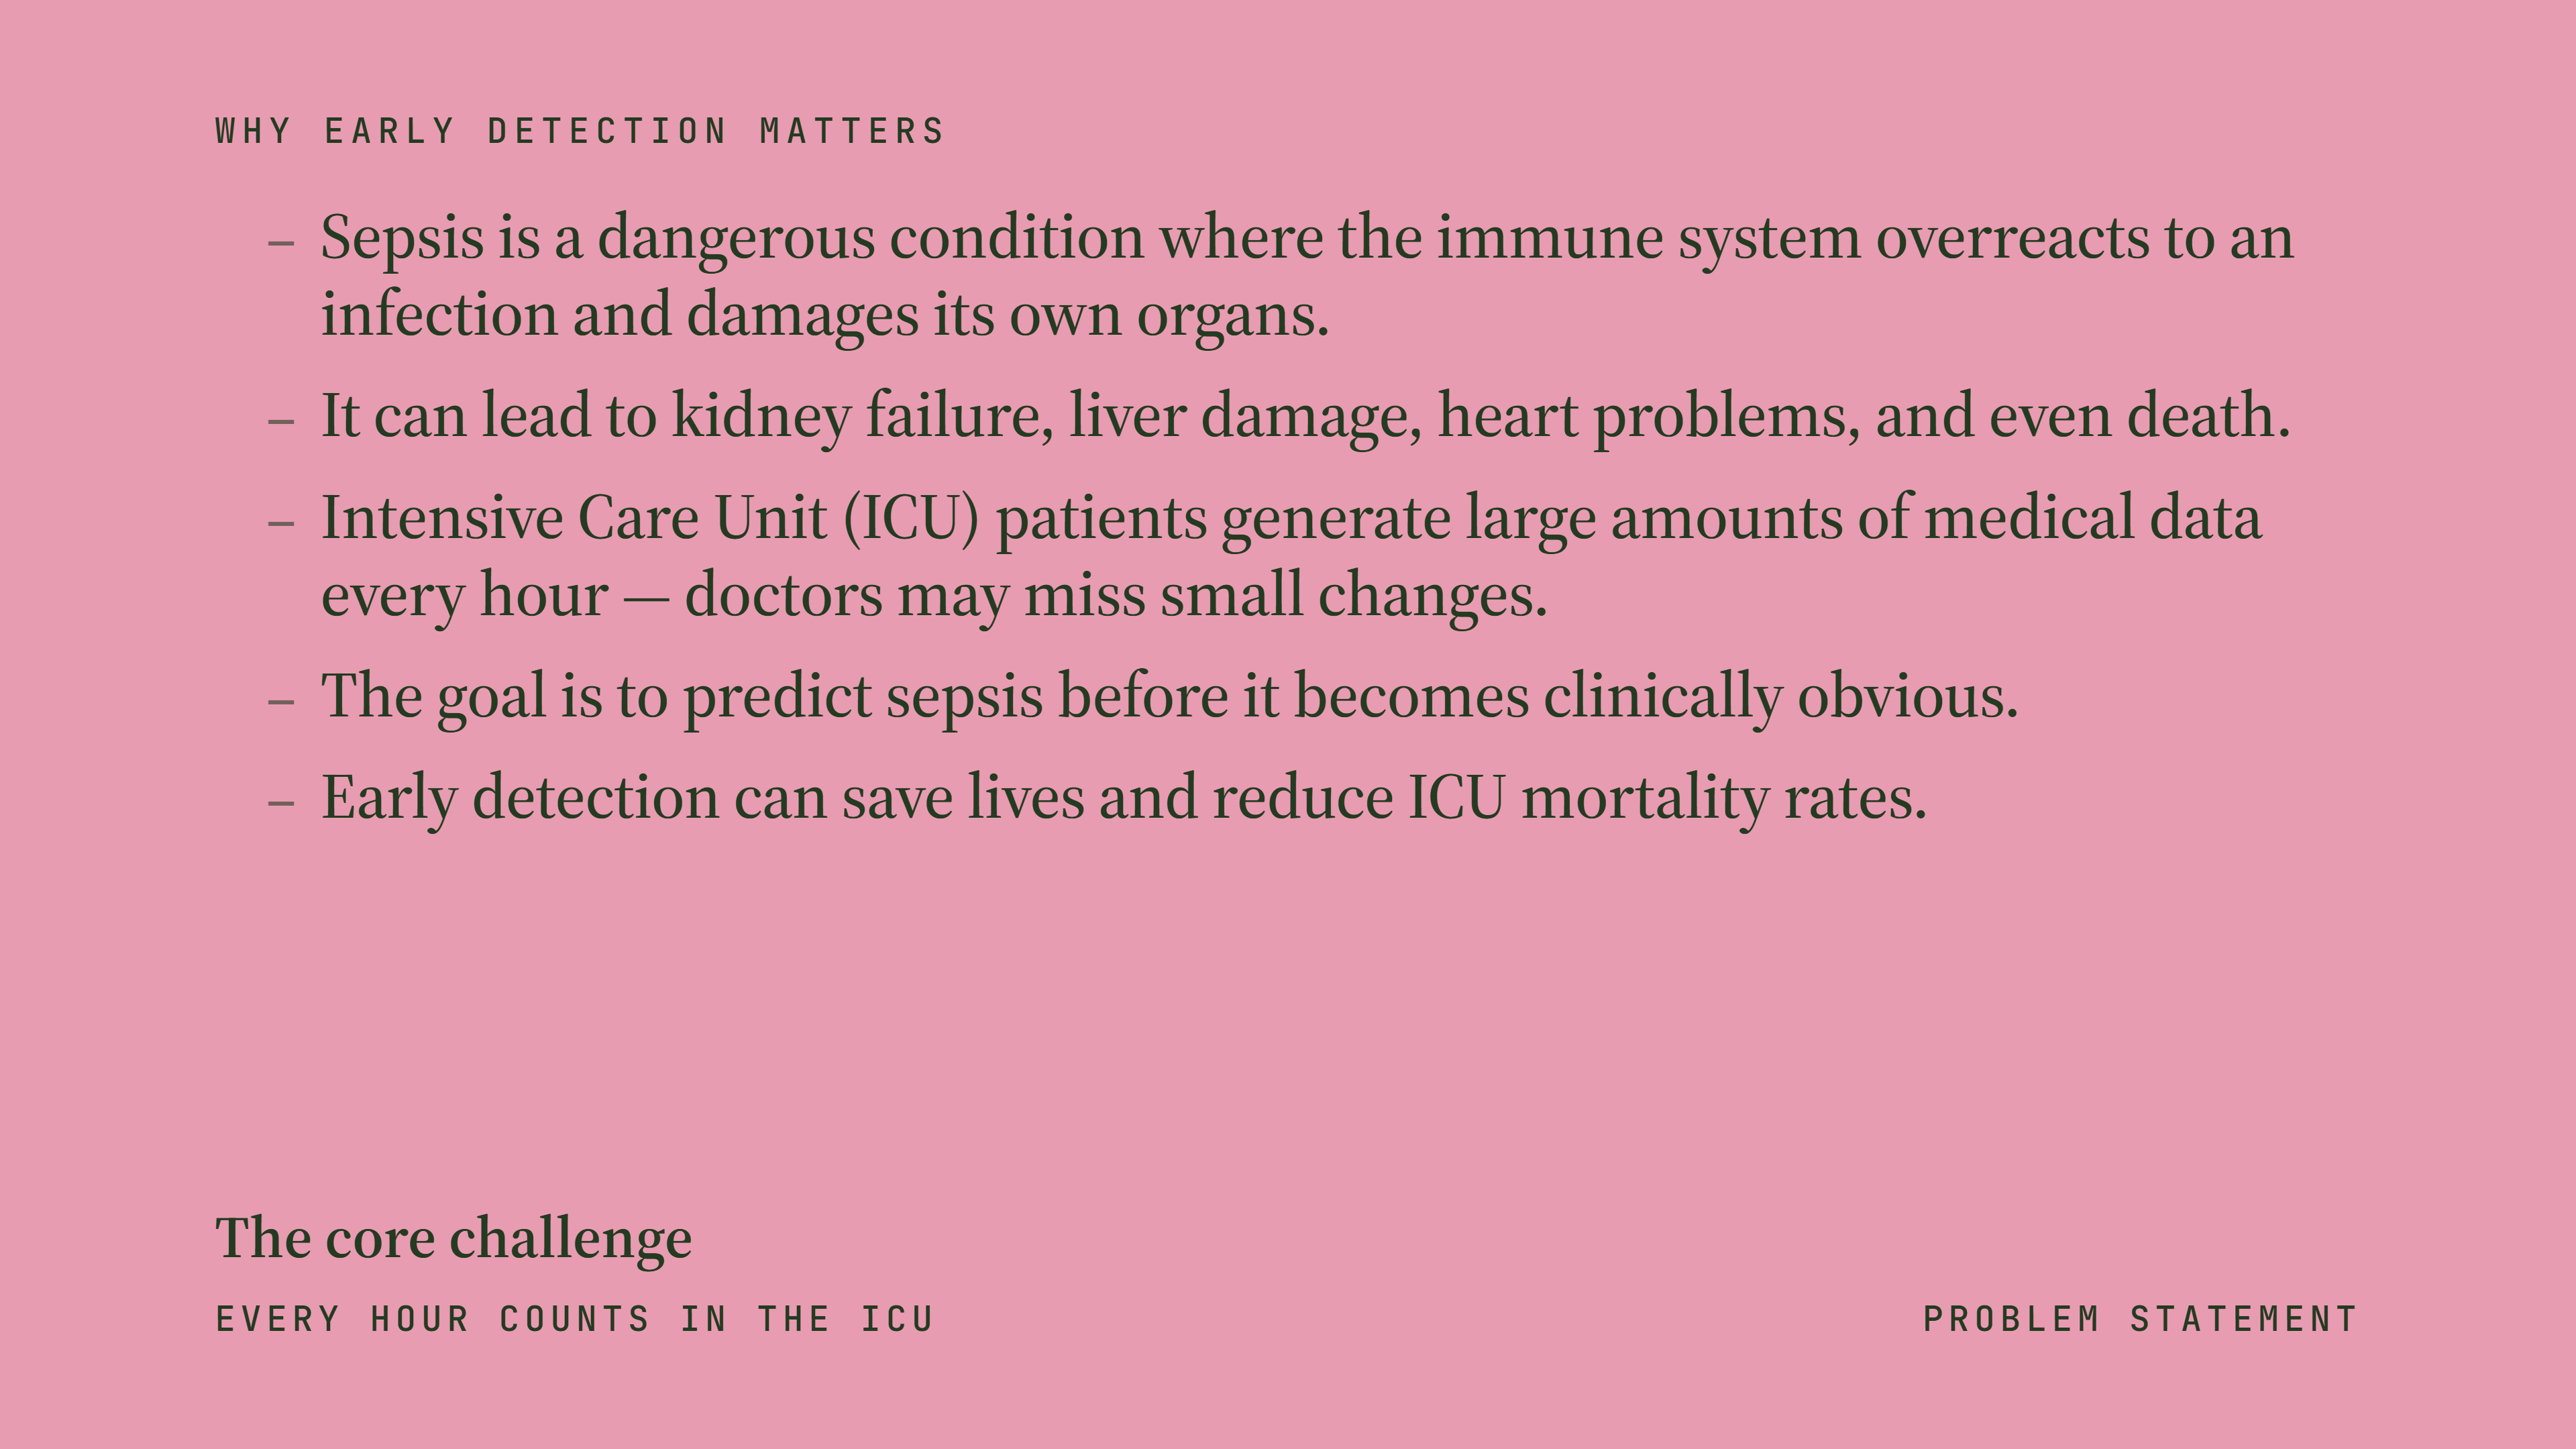 WHY EARLY DETECTION MATTERS
– Sepsis is a dangerous condition where the immune system overreacts to an
infection and damages its own organs.
– It can lead to kidney failure, liver damage, heart problems, and even death.
– Intensive Care Unit (ICU) patients generate large amounts of medical data
every hour — doctors may miss small changes.
– The goal is to predict sepsis before it becomes clinically obvious.
– Early detection can save lives and reduce ICU mortality rates.
The core challenge
EVERY HOUR COUNTS IN THE ICU
PROBLEM STATEMENT